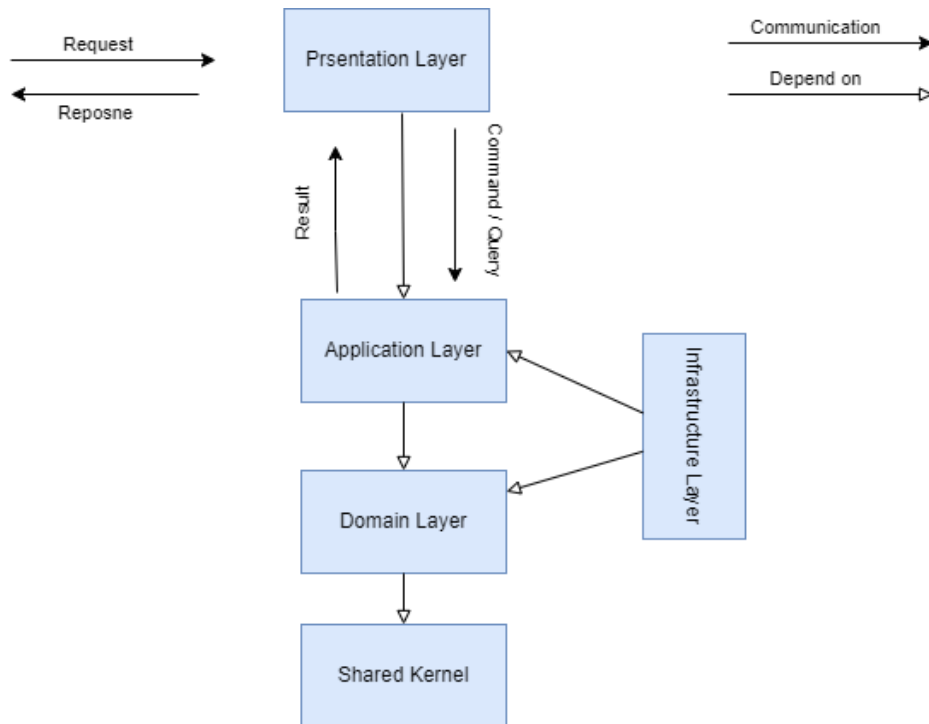 Request
Reposne
Prsentation Layer
Communication
Depend on
Result
Command / Query
Application Layer
Infrastructure Layer
Domain Layer
Shared Kernel